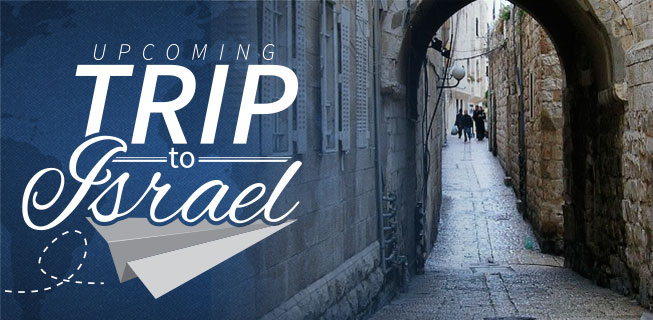 UPCOMING
TRIP
to
Israel